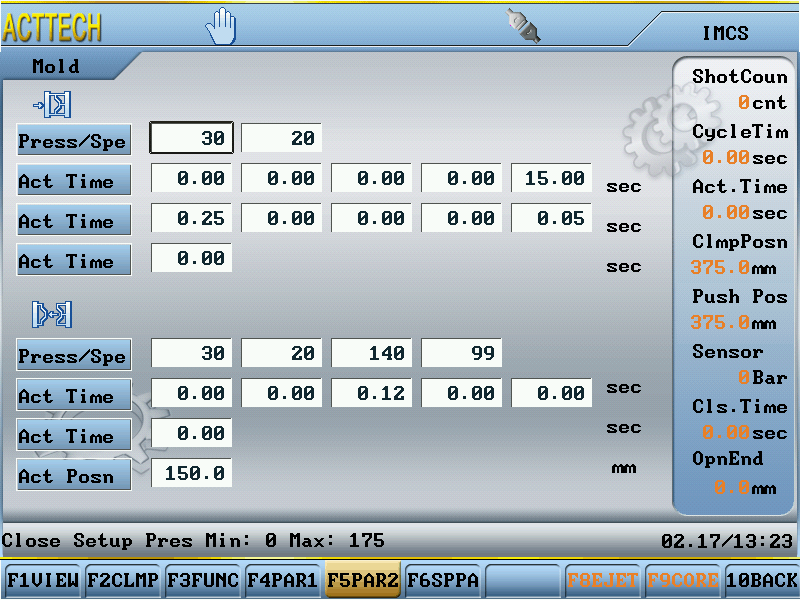 ACTTECH
IMCS
Mold
Press/Spe 30 20
Act Time 0.00 0.00 0.00 0.00 15.00 sec
Act Time 0.25 0.00 0.00 0.00 0.05 sec
Act Time 0.00 sec
Press/Spe 30 20 140 99
Act Time 0.00 0.00 0.12 0.00 0.00 sec
Act Time 0.00 sec
Act Posn 150.0 mm
ShotCoun
0cnt
CycleTim
0.00sec
Act.Time
0.00sec
ClmpPosn
375.0mm
Push Pos
375.0mm
Sensor
0Bar
Cls.Time
0.00sec
OpnEnd
0.0mm
Close Setup Pres Min: 0 Max: 175 02.17/13:23
F1VIEW F2CLMP F3FUNC F4PAR1 F5PAR2 F6SPPA F8EJET F9CORE 10BACK